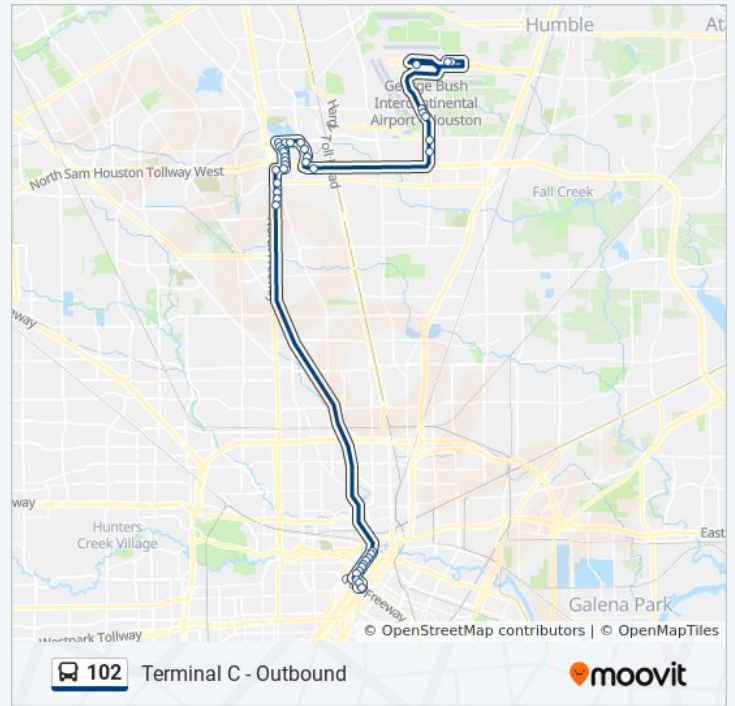 Humble
At
George Bush
Intercontinental
Airport Houston
Hardy Toll Road
North Sam Houston Tollway West
Fall Creek
way
way
Hunters
Creek Village
East
Freeway
Galena Park
Westpark Tollway
© OpenStreetMap contributors | © OpenMapTiles
102 Terminal C - Outbound
moovit